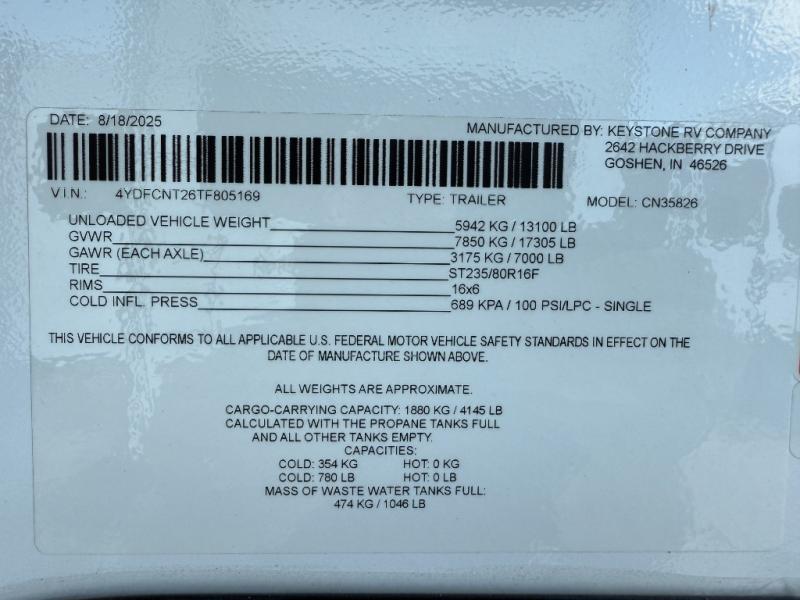 DATE: 8/18/2025
MANUFACTURED BY: KEYSTONE RV COMPANY
2642 HACKBERRY DRIVE
GOSHEN, IN 46526
V I N.: 4YDFCNT26TF805169 TYPE: TRAILER MODEL: CN35826
UNLOADED VEHICLE WEIGHT 5942 KG / 13100 LB
GVWR 7850 KG / 17305 LB
GAWR (EACH AXLE) 3175 KG / 7000 LB
TIRE ST235/80R16F
RIMS 16x6
COLD INFL. PRESS 689 KPA / 100 PSI/LPC - SINGLE
THIS VEHICLE CONFORMS TO ALL APPLICABLE U.S. FEDERAL MOTOR VEHICLE SAFETY STANDARDS IN EFFECT ON THE
DATE OF MANUFACTURE SHOWN ABOVE.
ALL WEIGHTS ARE APPROXIMATE.
CARGO-CARRYING CAPACITY: 1880 KG / 4145 LB
CALCULATED WITH THE PROPANE TANKS FULL
AND ALL OTHER TANKS EMPTY.
CAPACITIES:
COLD: 354 KG HOT: 0 KG
COLD: 780 LB HOT: 0 LB
MASS OF WASTE WATER TANKS FULL:
474 KG / 1046 LB